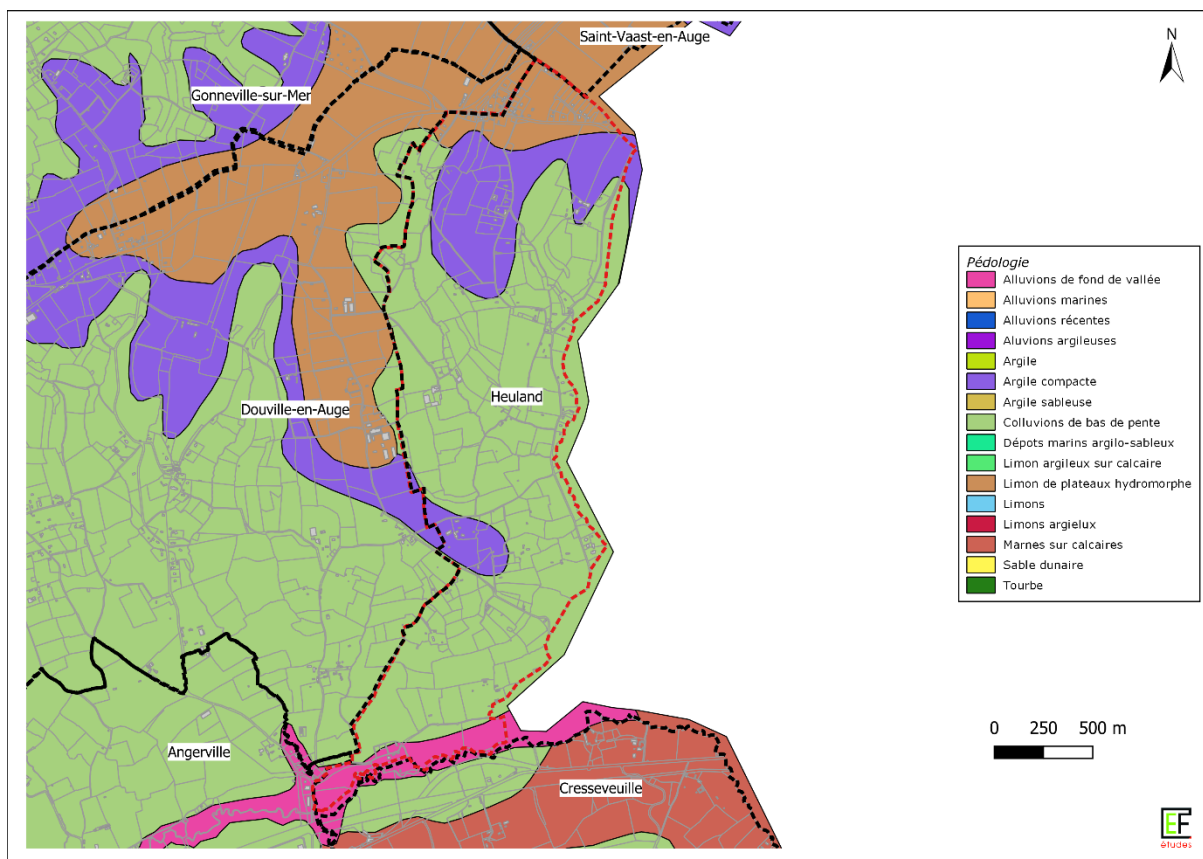 Saint-Vaast-en-Auge
N
Gonneville-sur-Mer
Pédologie
Alluvions de fond de vallée
Alluvions marines
Alluvions récentes
Aluvions argileuses
Argile
Argile compacte
Argile sableuse
Colluvions de bas de pente
Dépots marins argilo-sableux
Limon argileux sur calcaire
Limon de plateaux hydromorphe
Limons
Limons argielux
Marnes sur calcaires
Sable dunaire
Tourbe
Heuland
Douville-en-Auge
0 250 500 m
Angerville
Cresseveuille
CEF
études